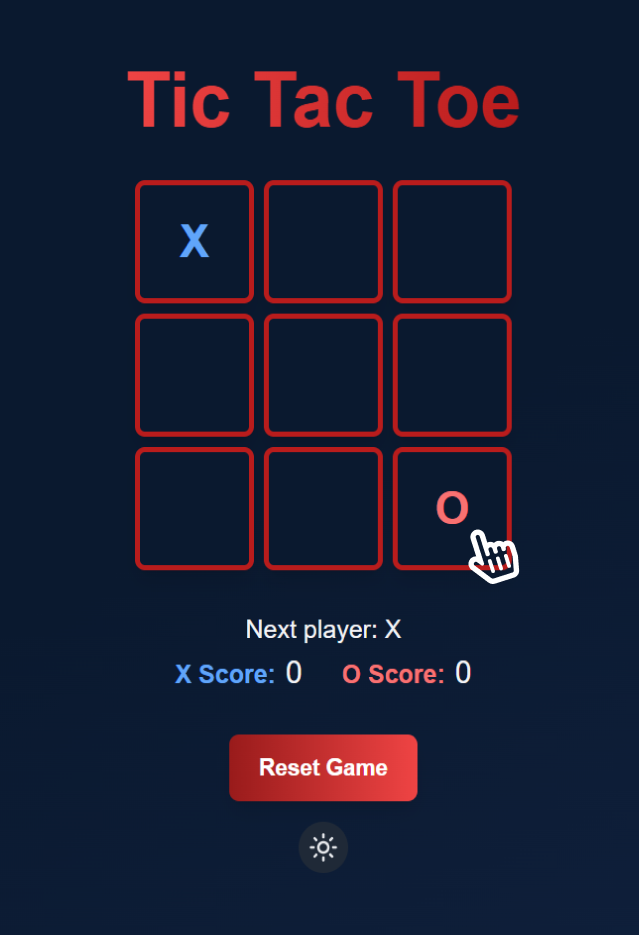 Tic Tac Toe
X
O
Next player: X
X Score: 0 O Score: 0
Reset Game